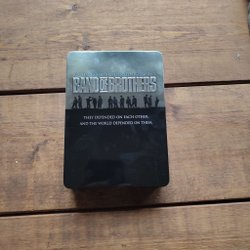 BAND OF BROTHERS
THEY DEPENDED ON EACH OTHER.
AND THE WORLD DEPENDED ON THEM.